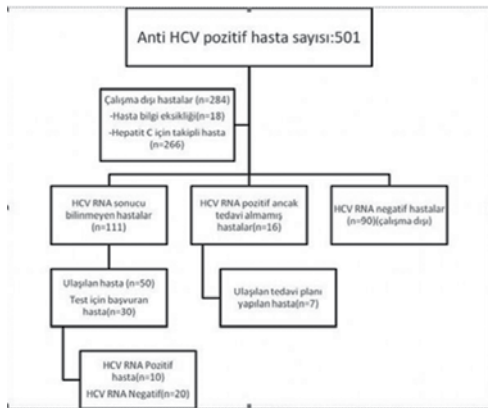 Anti HCV pozitif hasta sayısı:501
Çalışma dışı hastalar (n=284)
-Hasta bilgi eksikliği(n=18)
-Hepatit C için takipli hasta
(n=266)
HCV RNA sonucu
bilinmeyen hastalar
(n=111)
HCV RNA pozitif ancak
tedavi almamış
hastalar(n=16)
HCV RNA negatif hastalar
(n=90)(çalışma dışı)
Ulaşılan hasta (n=50)
Test için başvuran
hasta(n=30)
Ulaşılan tedavi planı
yapılan hasta(n=7)
HCV RNA Pozitif
hasta(n=10)
HCV RNA Negatif(n=20)